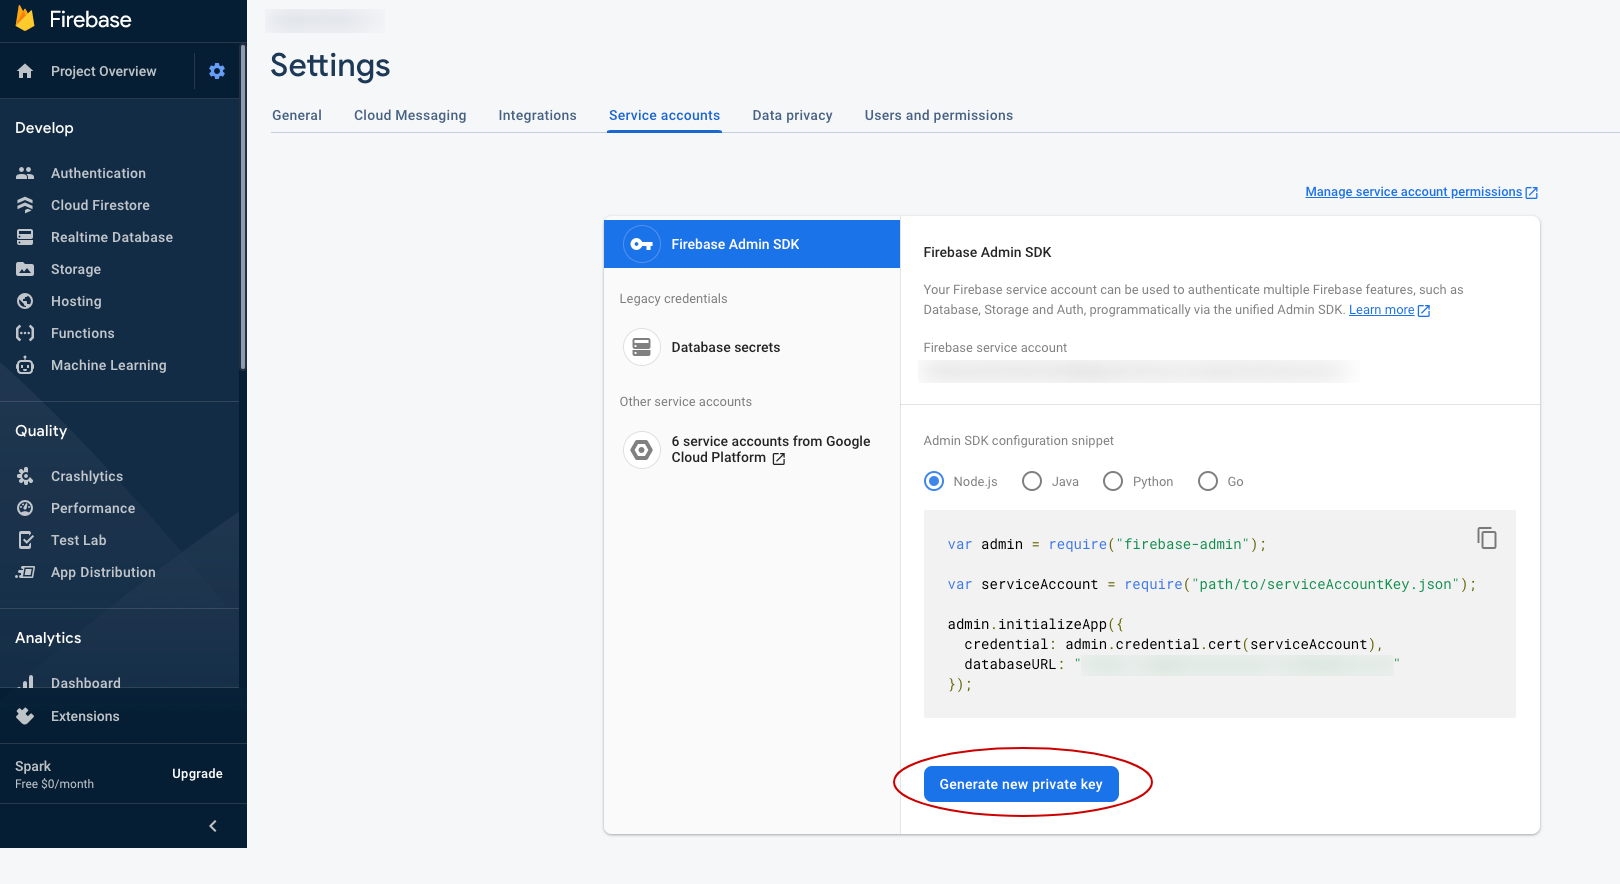 Firebase
Project Overview
Develop
Authentication
Cloud Firestore
Realtime Database
Storage
Hosting
Functions
Machine Learning
Quality
Crashlytics
Performance
Test Lab
App Distribution
Analytics
Dashboard
Extensions
Spark
Free $0/month
Upgrade
Settings
General Cloud Messaging Integrations Service accounts Data privacy Users and permissions
Manage service account permissions
Firebase Admin SDK
Legacy credentials
Database secrets
Other service accounts
6 service accounts from Google
Cloud Platform
Firebase Admin SDK
Your Firebase service account can be used to authenticate multiple Firebase features, such as
Database, Storage and Auth, programmatically via the unified Admin SDK. Learn more
Firebase service account
Admin SDK configuration snippet
Node.js Java Python Go
var admin = require("firebase-admin");
var serviceAccount = require("path/to/serviceAccountKey.json");
admin.initializeApp({
  credential: admin.credential.cert(serviceAccount),
  databaseURL: " "
});
Generate new private key